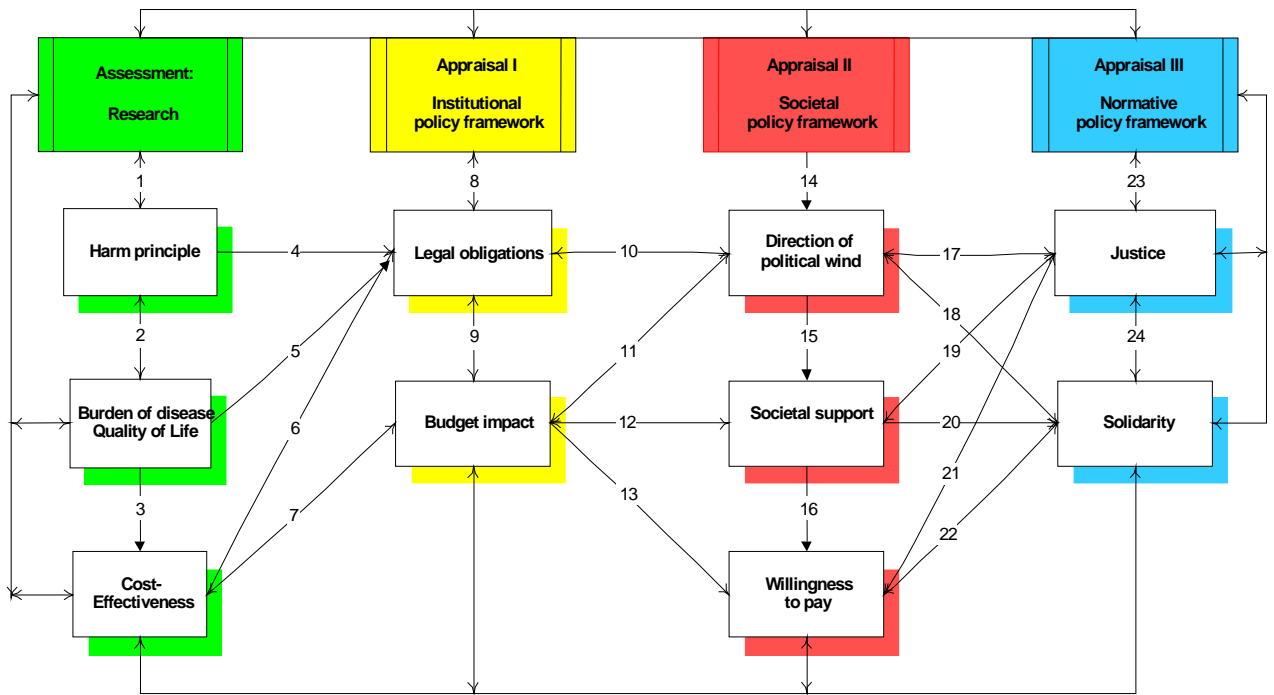 Assessment:
Research
Appraisal I
Institutional
policy framework
Appraisal II
Societal
policy framework
Appraisal III
Normative
policy framework
1
8
14
23
Harm principle
4
Legal obligations
10
Direction of
political wind
17
Justice
2
5
9
11
15
18
19
24
Burden of disease
Quality of Life
6
Budget impact
12
Societal support
20
Solidarity
3
7
13
16
21
22
Cost-
Effectiveness
Willingness
to pay